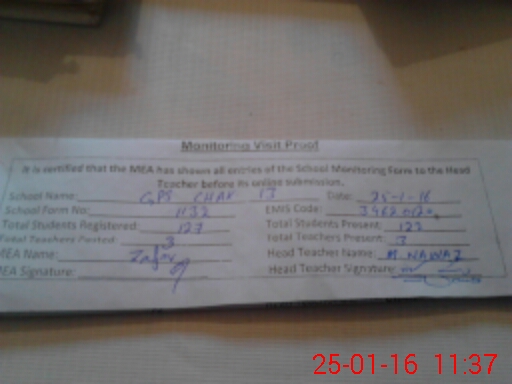 Monitoring Visit Proof
It is certified that the MEA has shown all entries of the School Monitoring Form to the Head
Teacher before its online submission.
School Name: GPS CHAK 13 Date: 25-1-16
School Form No: 1132 EMIS Code:
Total Students Registered: 127 Total Students Present: 122
Total Teachers Posted: 3 Total Teachers Present: 3
MEA Name: Zafar Head Teacher Name: M. NAWAZ
MEA Signature: Head Teacher Signature:
25-01-16 11:37